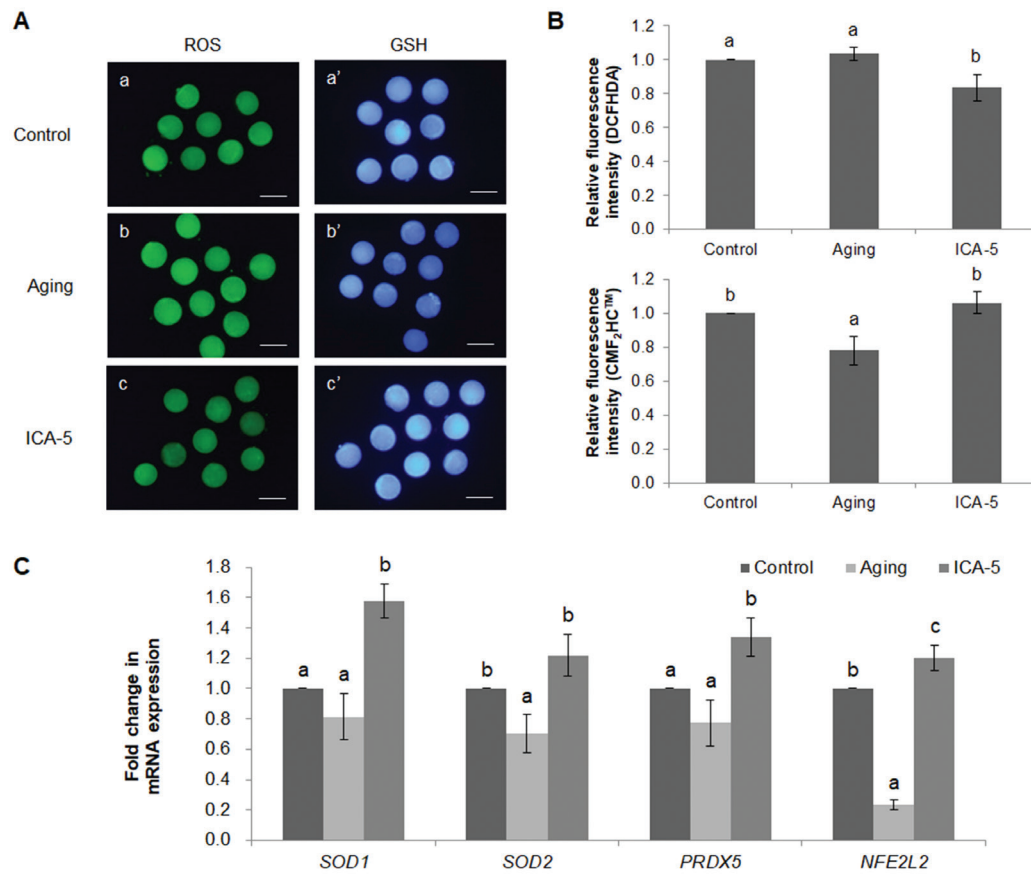 A
ROS GSH
Control
a a'
Aging
b b'
ICA-5
c c'
B
Relative fluorescence
intensity (DCFHDA)
1.2
1.0
0.8
0.6
0.4
0.2
0.0
a a b
Control Aging ICA-5
Relative fluorescence
intensity (CMF₂HC™)
1.2
1.0
0.8
0.6
0.4
0.2
0.0
b a b
Control Aging ICA-5
C
Control Aging ICA-5
Fold change in
mRNA expression
1.8
1.6
1.4
1.2
1.0
0.8
0.6
0.4
0.2
0.0
a a b
b a b
a a b
b a c
SOD1 SOD2 PRDX5 NFE2L2